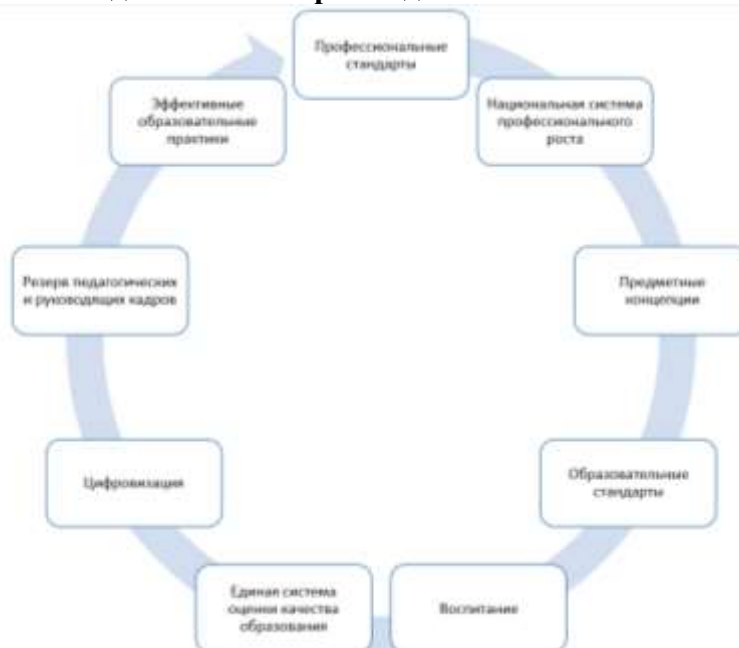 Профессиональные
стандарты
Национальная система
профессионального
роста
Предметные
концепции
Образовательные
стандарты
Воспитание
Единая система
оценки качества
образования
Цифровизация
Резерв педагогических
и руководящих кадров
Эффективные
образовательные
практики